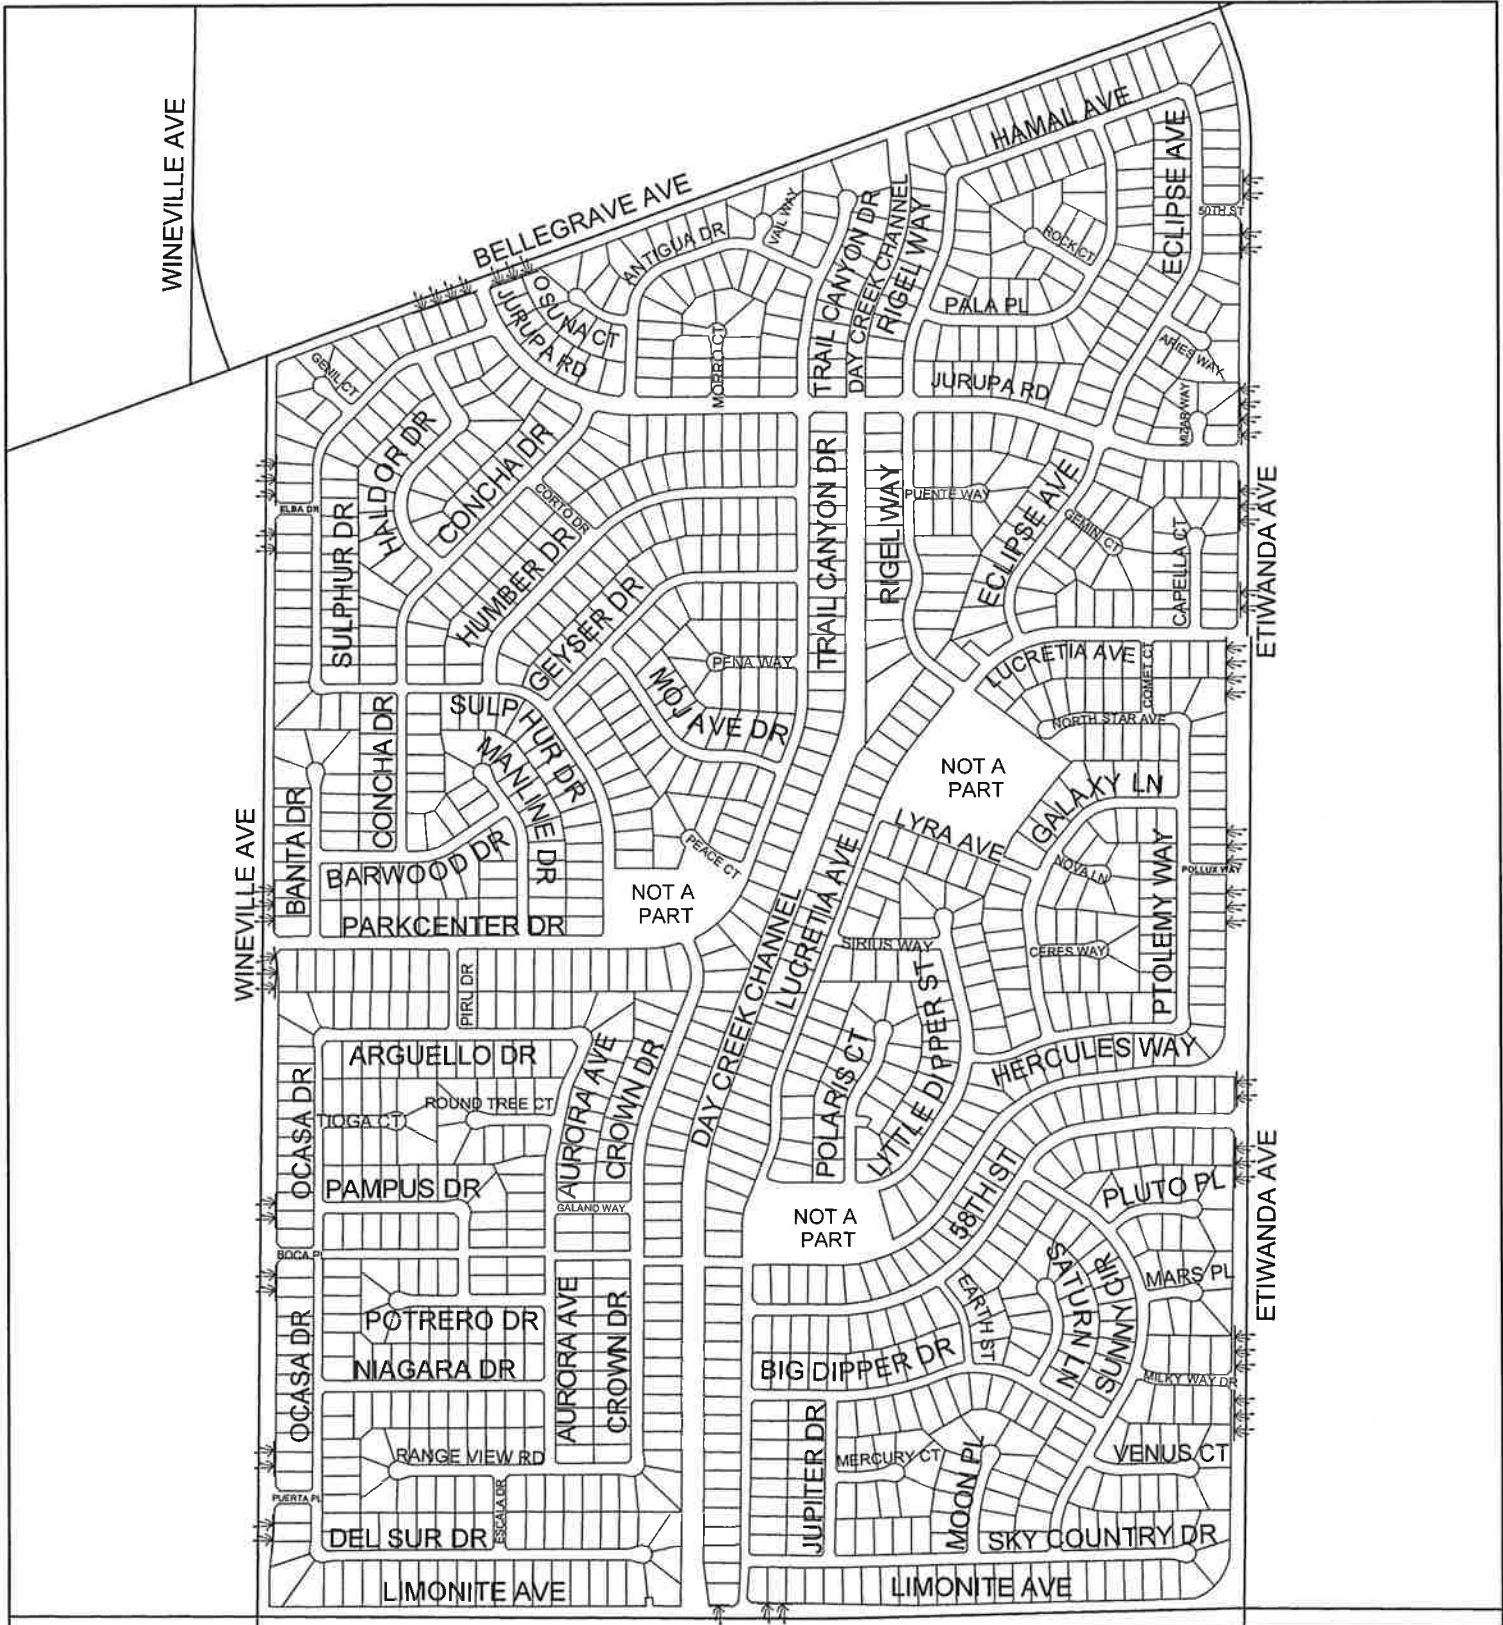 WINEVILLE AVE
BELLEGRAVE AVE
HAMAL AVE
ECLIPSE AVE
50TH ST
ROCK CT
PALA PL
RIGEL WAY
DAY CREEK CHANNEL
TRAIL CANYON DR
VAIL WAY
ANTIGUA DR
OSUNA CT
JURUPA RD
MORRO CT
GENIL CT
JURUPA RD
ARIES WAY
MIZAR WAY
HALDOR DR
CONCHA DR
CORTO DR
ELBA DR
SULPHUR DR
HUMBER DR
GEYSER DR
TRAIL CANYON DR
RIGEL WAY
PUENTE WAY
ECLIPSE AVE
GEMINI CT
CAPELLA CT
ETIWANDA AVE
PENA WAY
MOJAVE DR
LUCRETIA AVE
COMET CT
NORTH STAR AVE
CONCHA DR
SULPHUR DR
MANLINE DR
NOT A
PART
GALAXY LN
LYRA AVE
NOVA LN
PTOLEMY WAY
POLLUX WAY
WINEVILLE AVE
BANTA DR
BARWOOD DR
PARKCENTER DR
PEACE CT
NOT A
PART
DAY CREEK CHANNEL
LUCRETIA AVE
SIRIUS WAY
CERES WAY
PIRU DR
LITTLE DIPPER ST
HERCULES WAY
ARGUELLO DR
AURORA AVE
CROWN DR
POLARIS CT
OCASA DR
ROUND TREE CT
TIOGA CT
PAMPUS DR
GALANO WAY
58TH ST
PLUTO PL
ETIWANDA AVE
NOT A
PART
BOCA PL
SATURN LN
SUNNY CIR
MARS PL
EARTH ST
OCASA DR
POTRERO DR
NIAGARA DR
AURORA AVE
CROWN DR
BIG DIPPER DR
MILKY WAY DR
JUPITER DR
MERCURY CT
MOON PL
VENUS CT
RANGE VIEW RD
ESCALA DR
PUERTA PL
DEL SUR DR
SKY COUNTRY DR
LIMONITE AVE
LIMONITE AVE